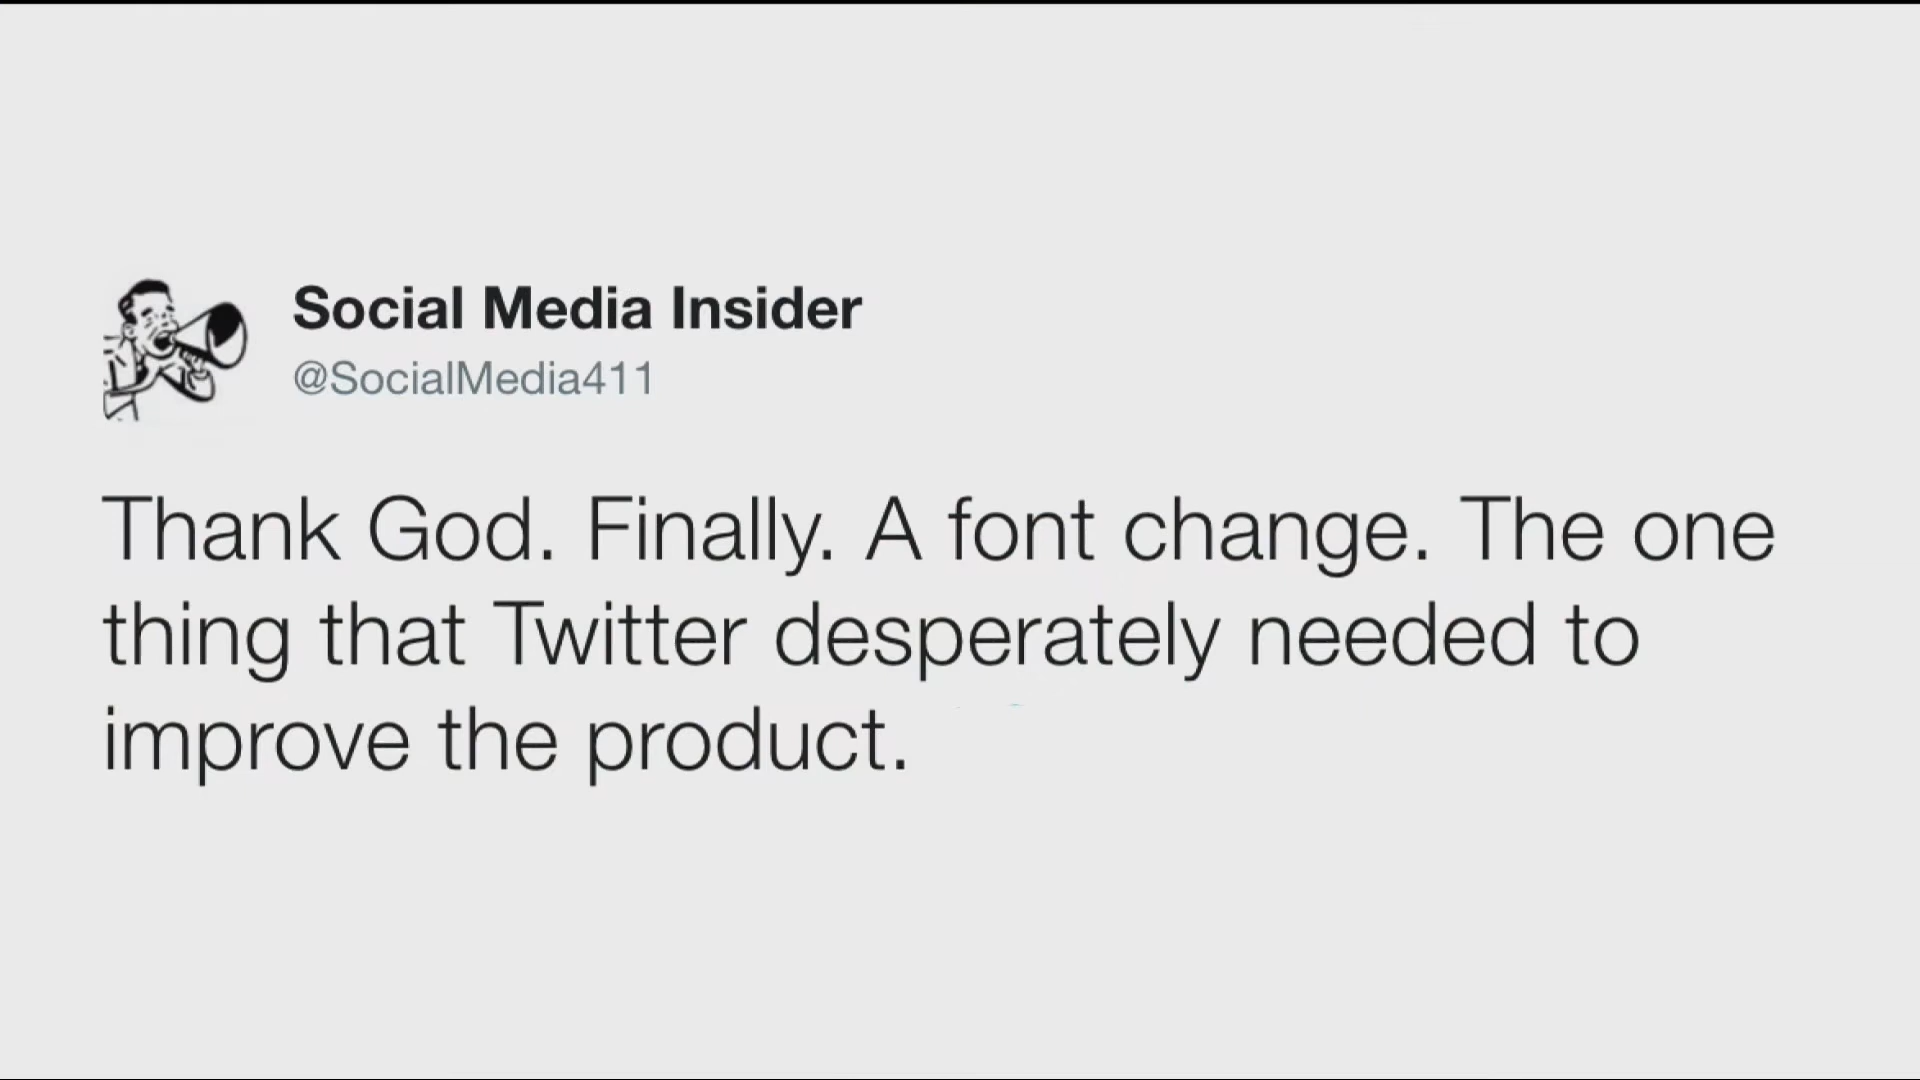 Social Media Insider
@SocialMedia411
Thank God. Finally. A font change. The one
thing that Twitter desperately needed to
improve the product.